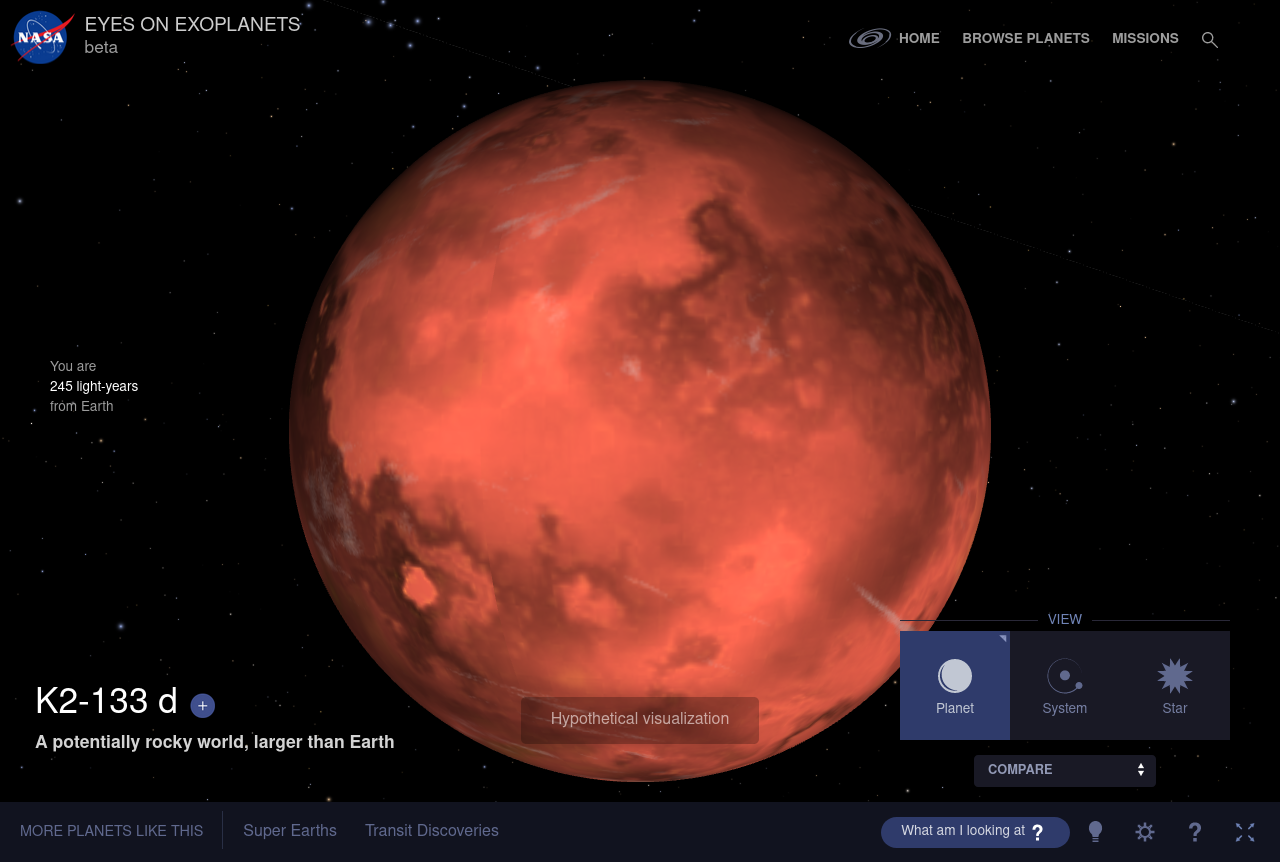 NASA
EYES ON EXOPLANETS
beta
HOME
BROWSE PLANETS
MISSIONS
You are
245 light-years
from Earth
VIEW
Planet
System
Star
K2-133 d +
A potentially rocky world, larger than Earth
Hypothetical visualization
COMPARE
MORE PLANETS LIKE THIS
Super Earths
Transit Discoveries
What am I looking at ?
?